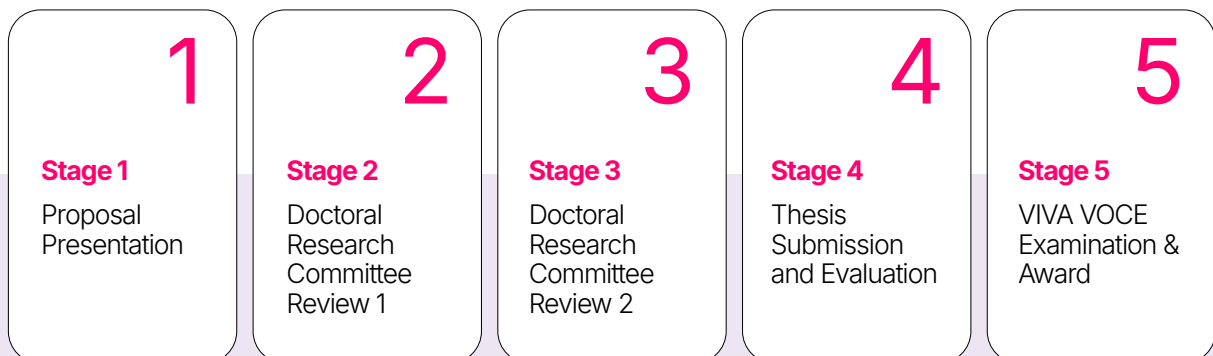 1
Stage 1
Proposal
Presentation
2
Stage 2
Doctoral
Research
Committee
Review 1
3
Stage 3
Doctoral
Research
Committee
Review 2
4
Stage 4
Thesis
Submission
and Evaluation
5
Stage 5
VIVA VOCE
Examination &
Award